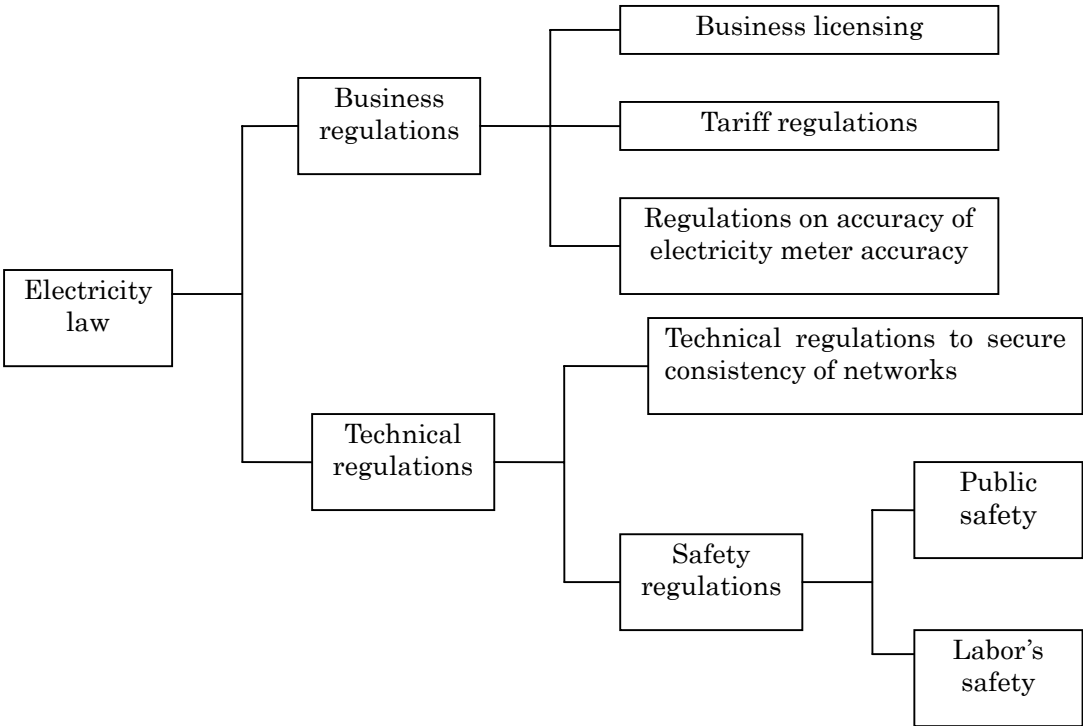 Business licensing
Business
regulations
Tariff regulations
Regulations on accuracy of
electricity meter accuracy
Electricity
law
Technical regulations to secure
consistency of networks
Technical
regulations
Public
safety
Safety
regulations
Labor’s
safety